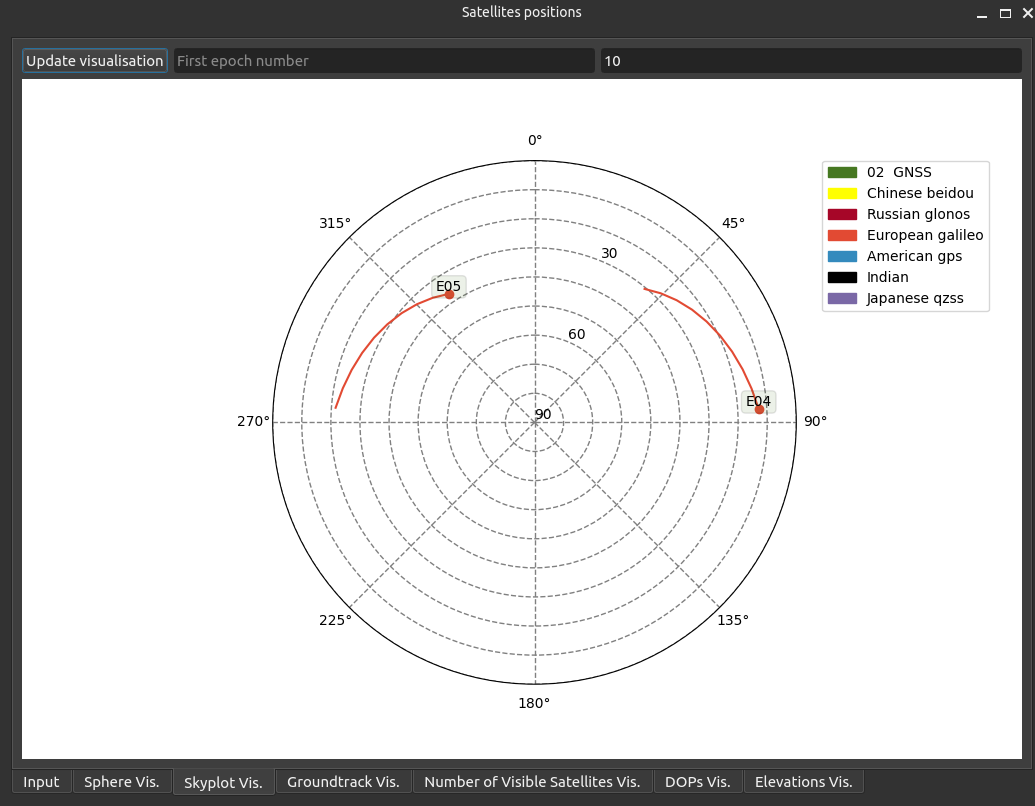 Satellites positions
Update visualisation
First epoch number
10
0°
315°
45°
30
E05
60
E04
90
270°
90°
225°
135°
180°
02  GNSS
Chinese beidou
Russian glonos
European galileo
American gps
Indian
Japanese qzss
Input
Sphere Vis.
Skyplot Vis.
Groundtrack Vis.
Number of Visible Satellites Vis.
DOPs Vis.
Elevations Vis.